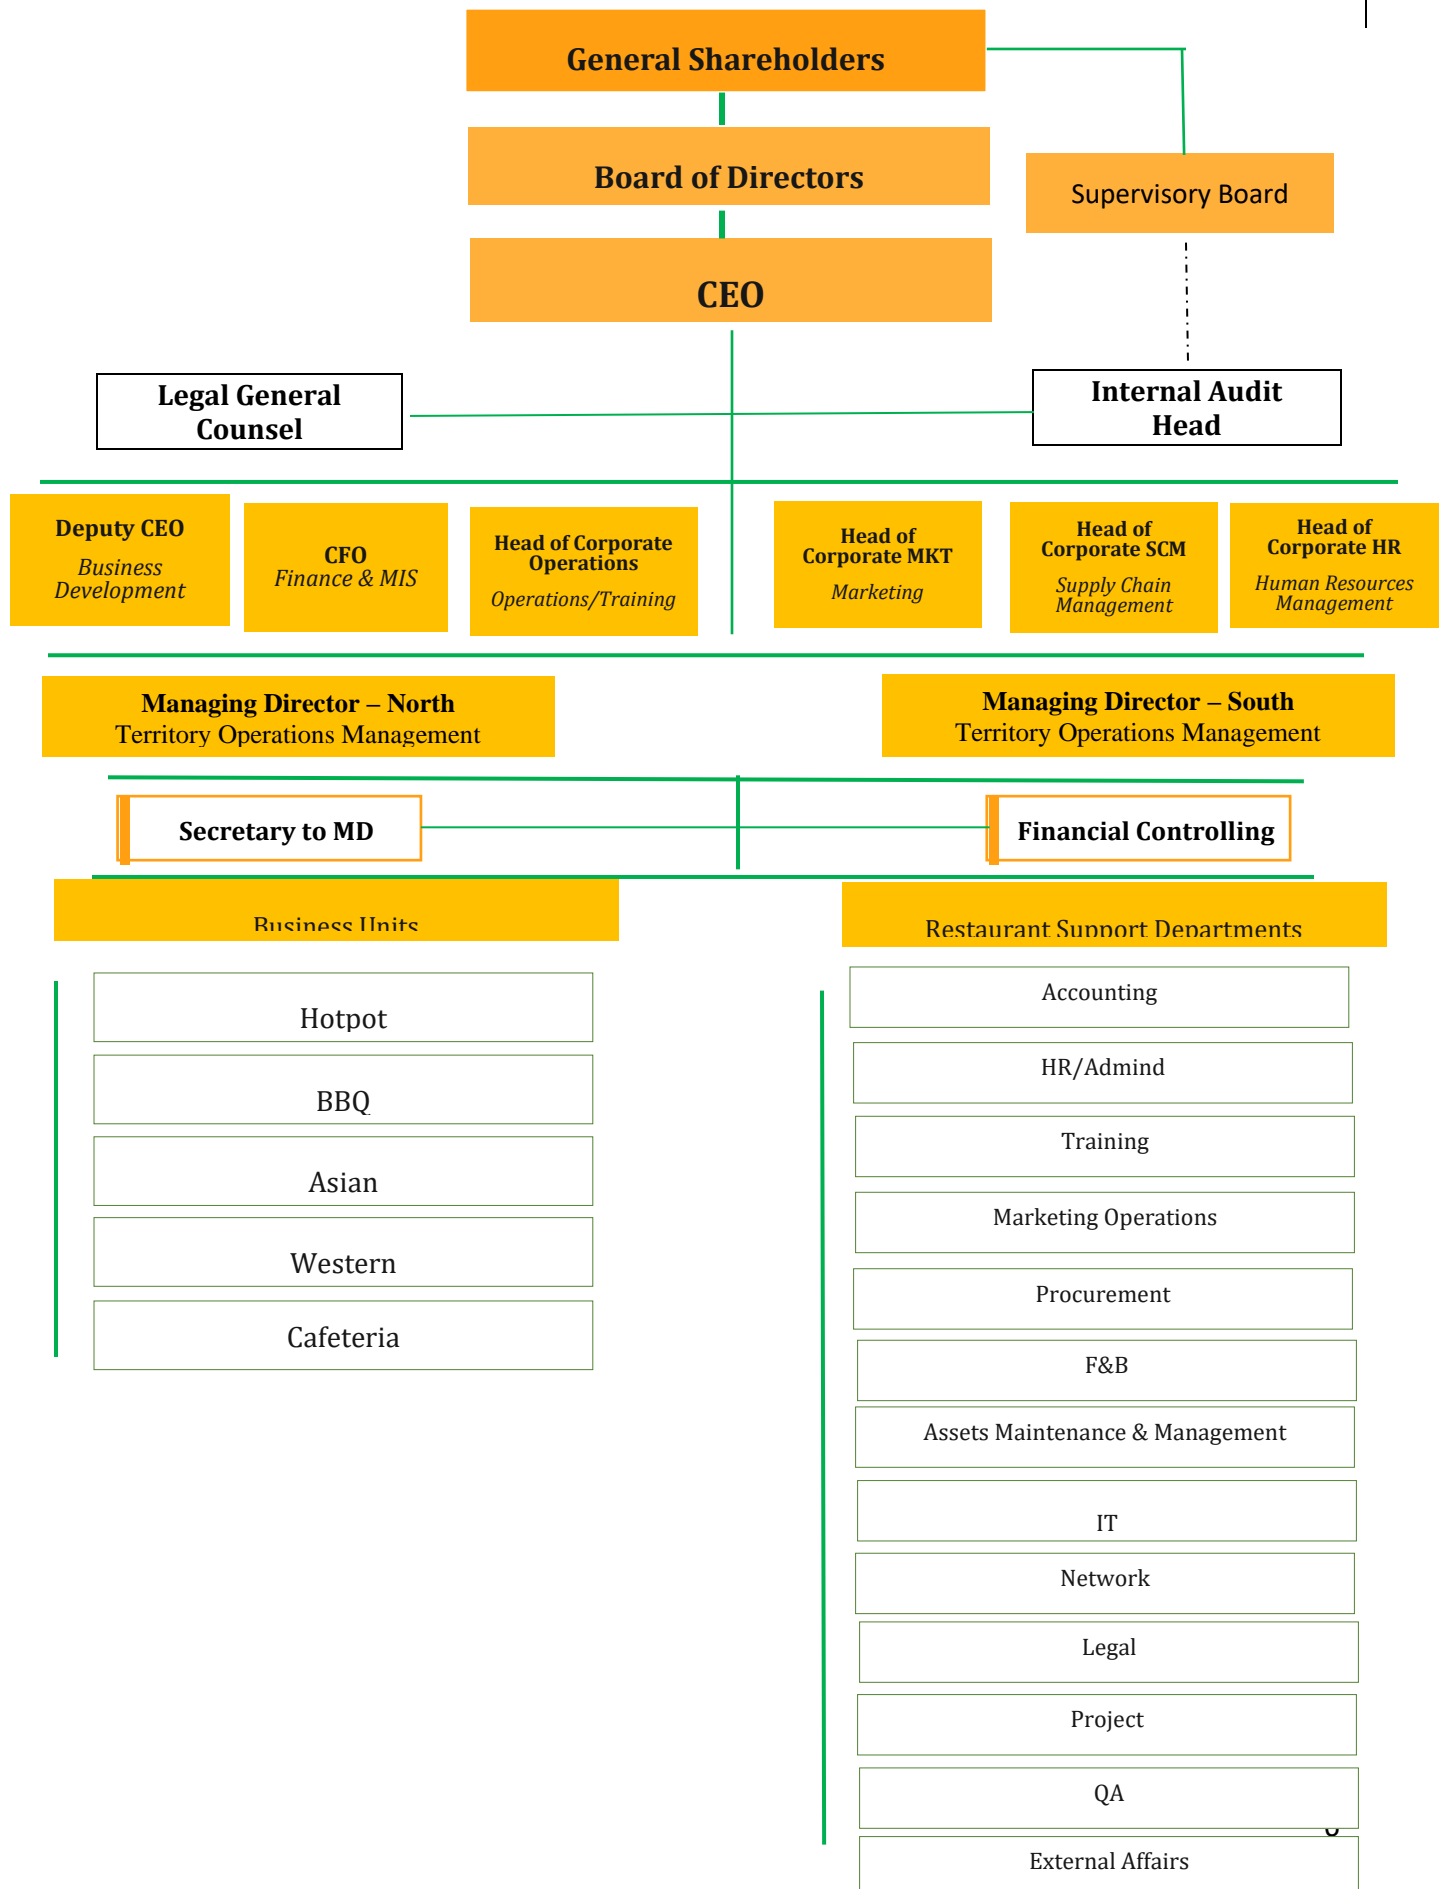 General Shareholders
Board of Directors
Supervisory Board
CEO
Legal General
Counsel
Internal Audit
Head
Deputy CEO
Business
Development
CFO
Finance & MIS
Head of Corporate
Operations
Operations/Training
Head of
Corporate MKT
Marketing
Head of
Corporate SCM
Supply Chain
Management
Head of
Corporate HR
Human Resources
Management
Managing Director – North
Territory Operations Management
Managing Director – South
Territory Operations Management
Secretary to MD
Financial Controlling
Business Units
Restaurant Support Departments
Hotpot
BBQ
Asian
Western
Cafeteria
Accounting
HR/Admind
Training
Marketing Operations
Procurement
F&B
Assets Maintenance & Management
IT
Network
Legal
Project
QA
External Affairs